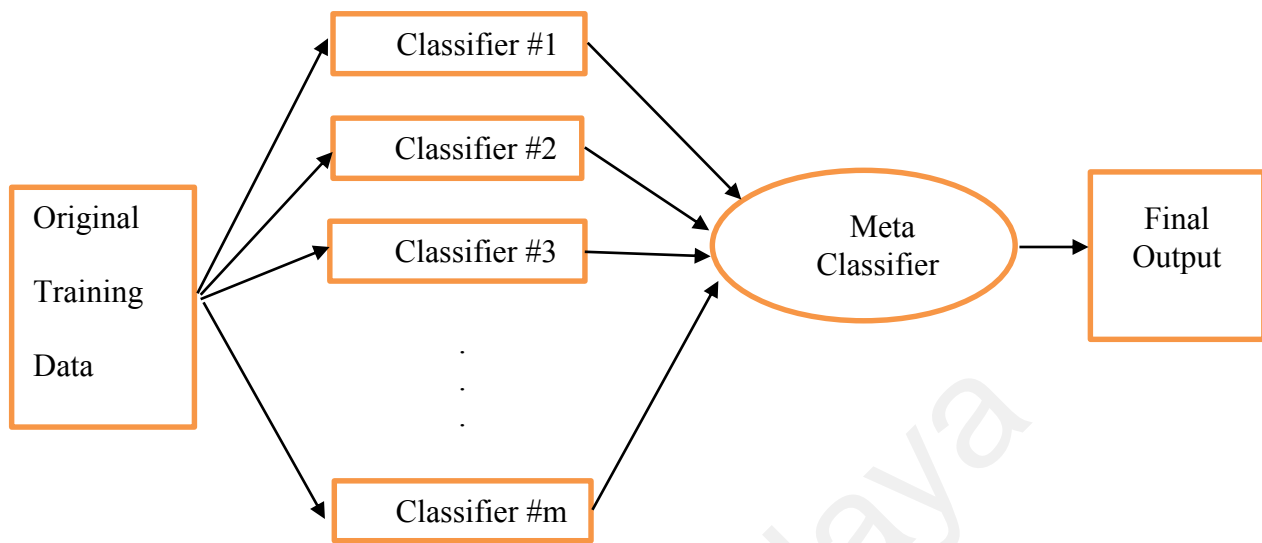 Classifier #1
Classifier #2
Classifier #3
Original
Training
Data
.
.
.
Classifier #m
Meta
Classifier
Final
Output